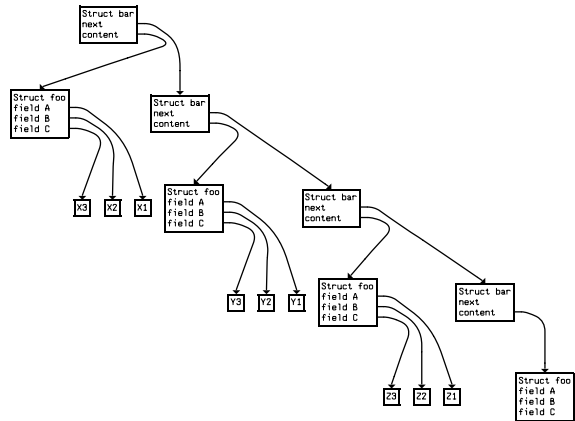 Struct bar
next
content
Struct foo
field A
field B
field C
Struct bar
next
content
X3
X2
X1
Struct foo
field A
field B
field C
Struct bar
next
content
Y3
Y2
Y1
Struct foo
field A
field B
field C
Struct bar
next
content
Z3
Z2
Z1
Struct foo
field A
field B
field C